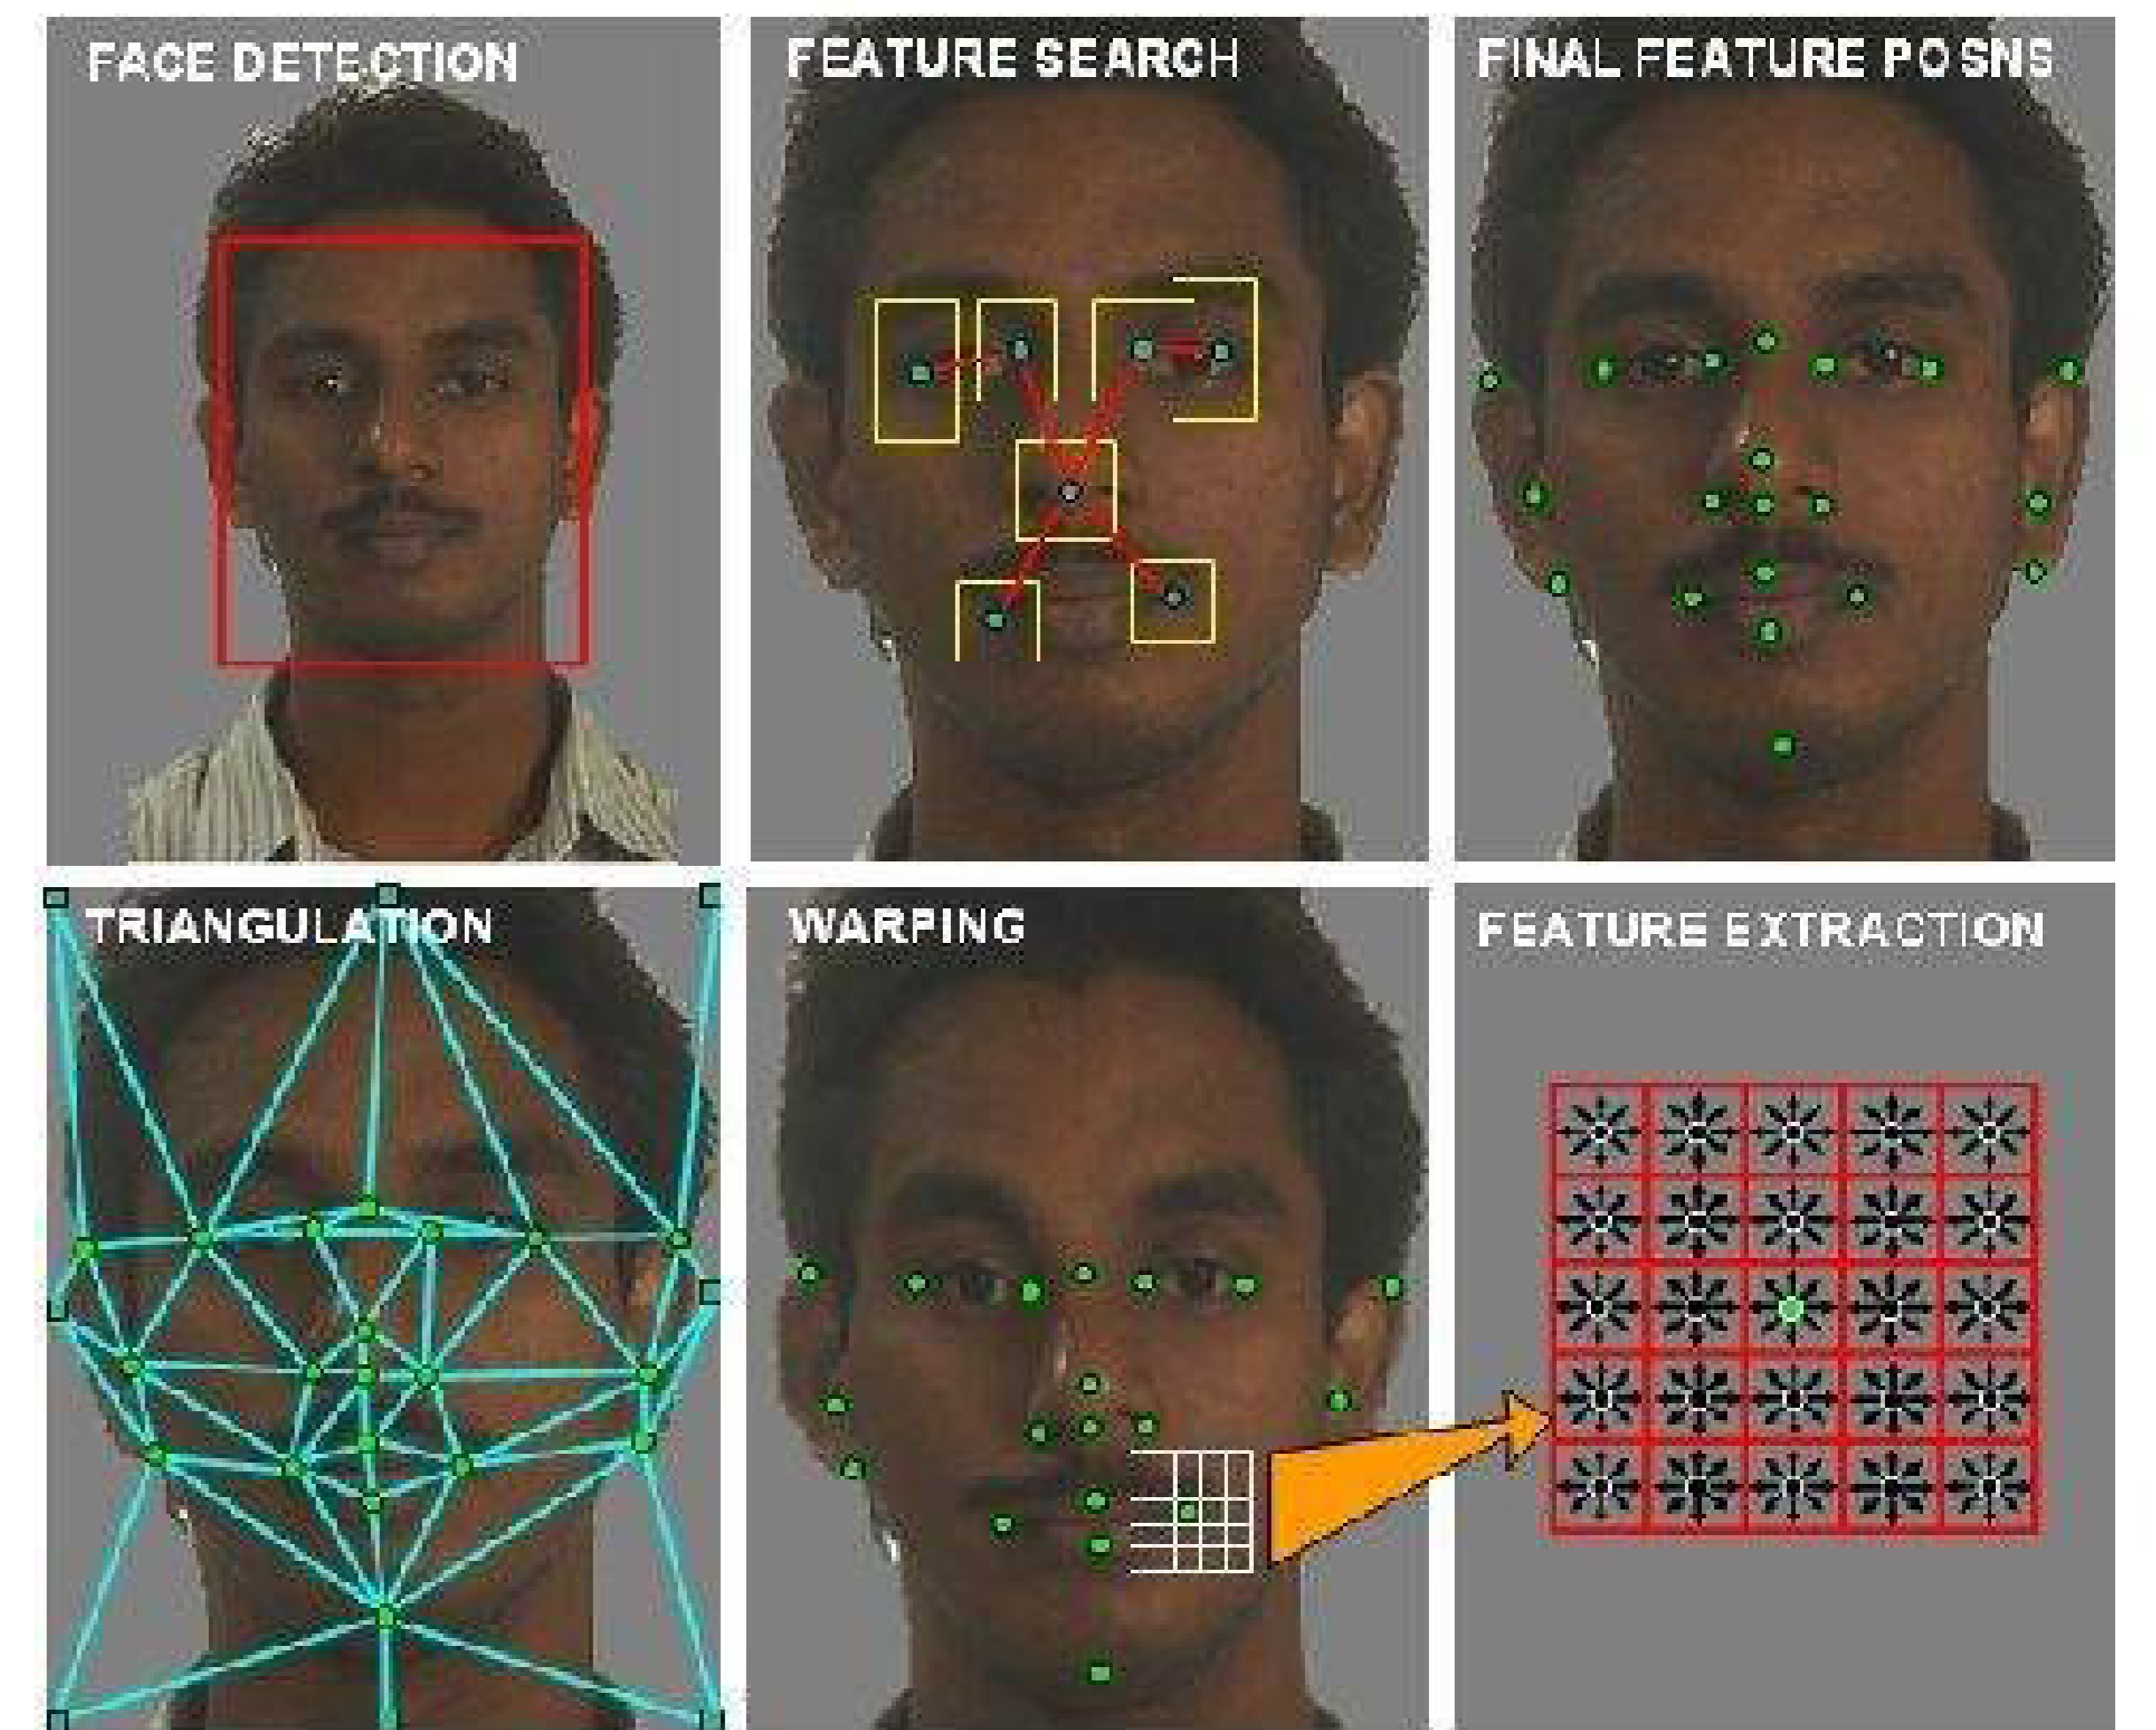 FACE DETECTION
FEATURE SEARCH
FINAL FEATURE POSNS
TRIANGULATION
WARPING
FEATURE EXTRACTION